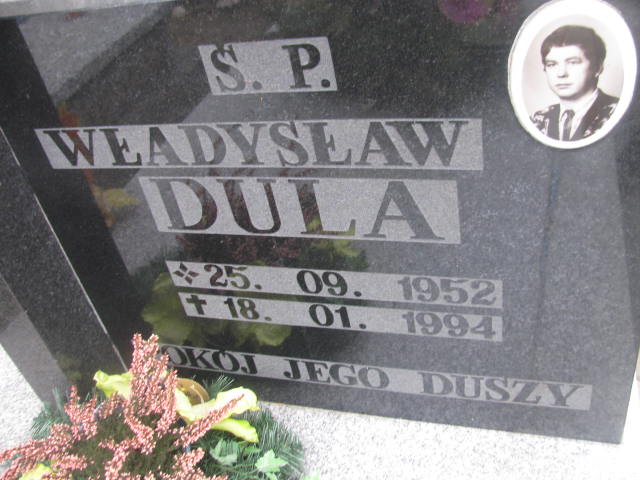 Ś. P.
WŁADYSŁAW
DULA
25. 09. 1952
✝ 18. 01. 1994
POKÓJ JEGO DUSZY